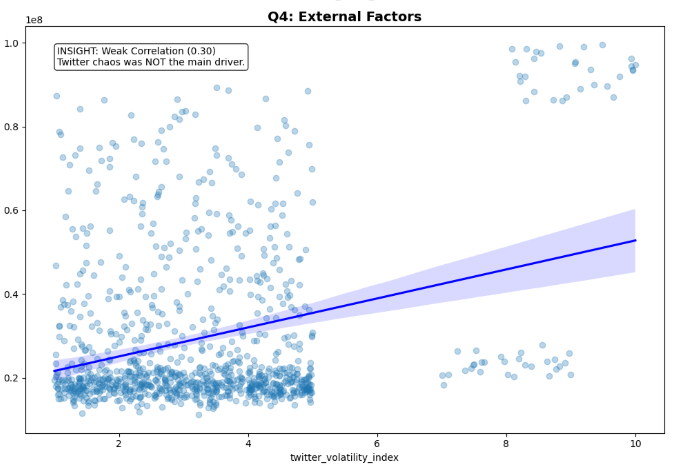 Q4: External Factors
1e8
INSIGHT: Weak Correlation (0.30)
Twitter chaos was NOT the main driver.
1.0
0.8
0.6
0.4
0.2
2
4
6
8
10
twitter_volatility_index